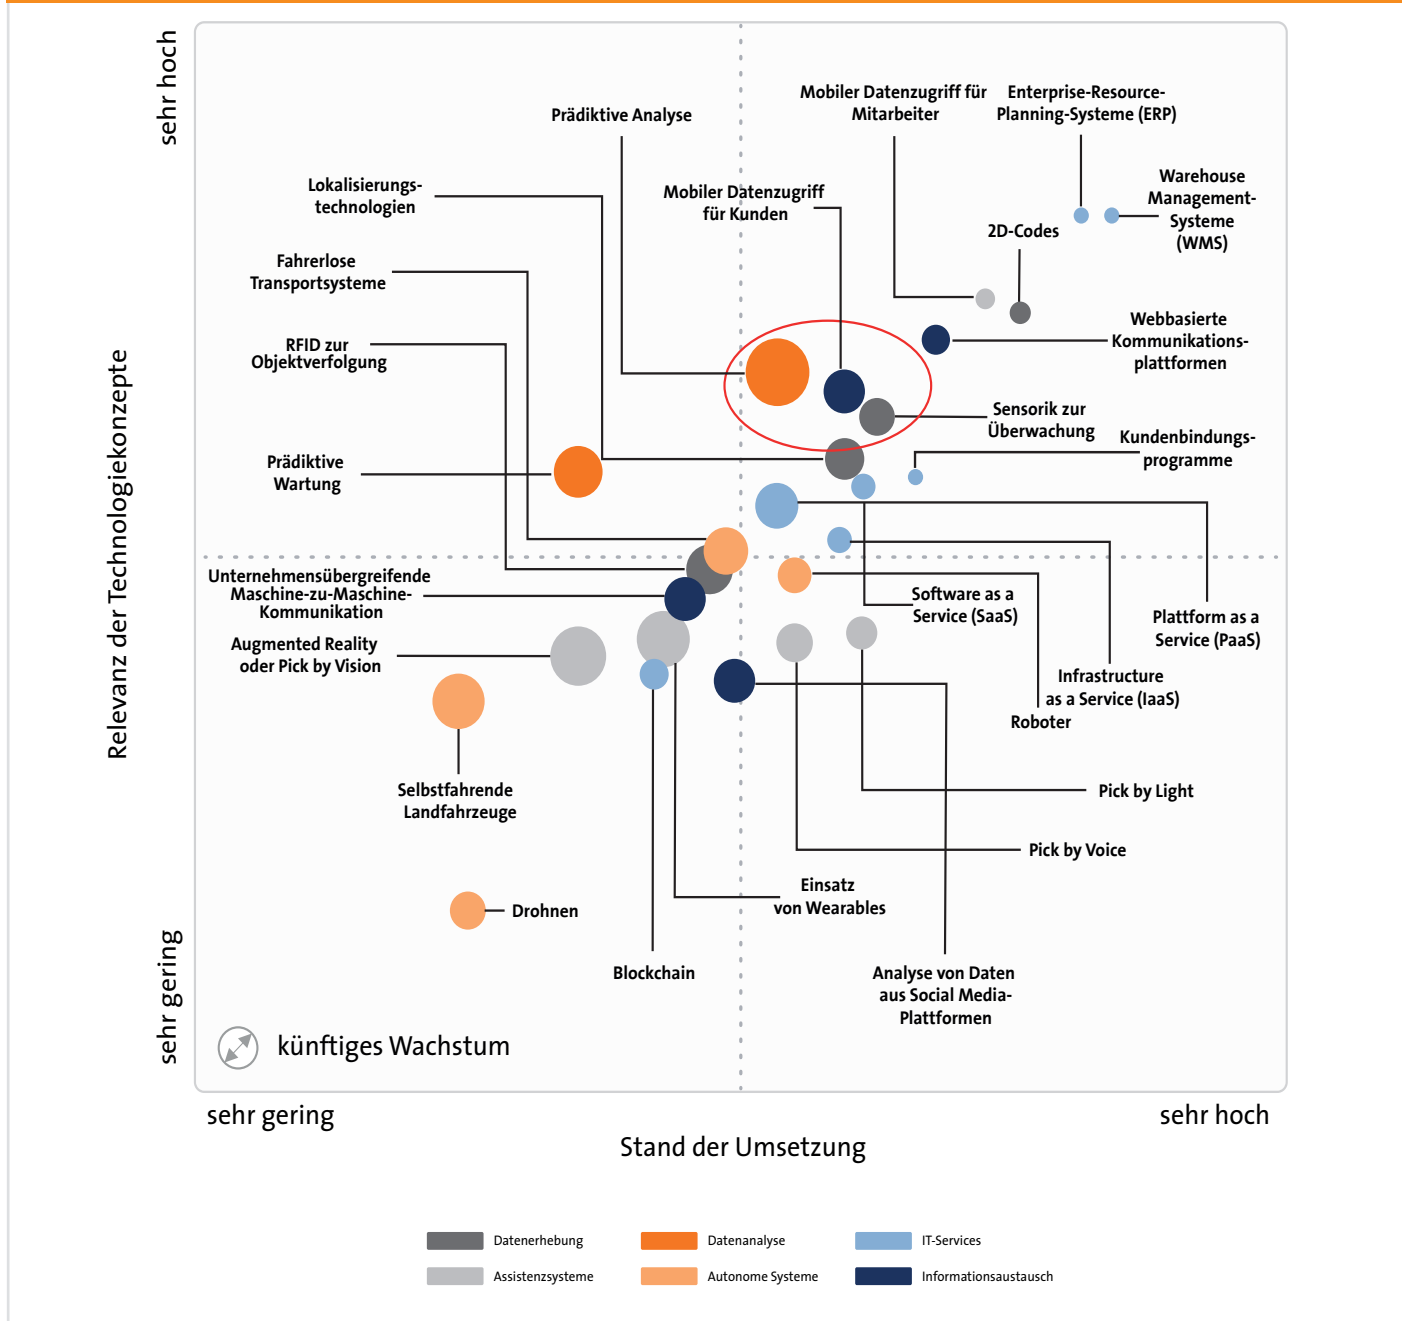 sehr hoch
Relevanz der Technologiekonzepte
sehr gering
Prädiktive Analyse
Mobiler Datenzugriff für
Mitarbeiter
Enterprise-Resource-
Planning-Systeme (ERP)
Lokalisierungs-
technologien
Mobiler Datenzugriff
für Kunden
Warehouse
Management-
Systeme
(WMS)
2D-Codes
Fahrerlose
Transportsysteme
Webbasierte
Kommunikations-
plattformen
RFID zur
Objektverfolgung
Sensorik zur
Überwachung
Kundenbindungs-
programme
Prädiktive
Wartung
Unternehmensübergreifende
Maschine-zu-Maschine-
Kommunikation
Software as a
Service (SaaS)
Plattform as a
Service (PaaS)
Augmented Reality
oder Pick by Vision
Infrastructure
as a Service (IaaS)
Roboter
Selbstfahrende
Landfahrzeuge
Pick by Light
Pick by Voice
Einsatz
von Wearables
Drohnen
Blockchain
Analyse von Daten
aus Social Media-
Plattformen
künftiges Wachstum
sehr gering
sehr hoch
Stand der Umsetzung
Datenerhebung
Datenanalyse
IT-Services
Assistenzsysteme
Autonome Systeme
Informationsaustausch